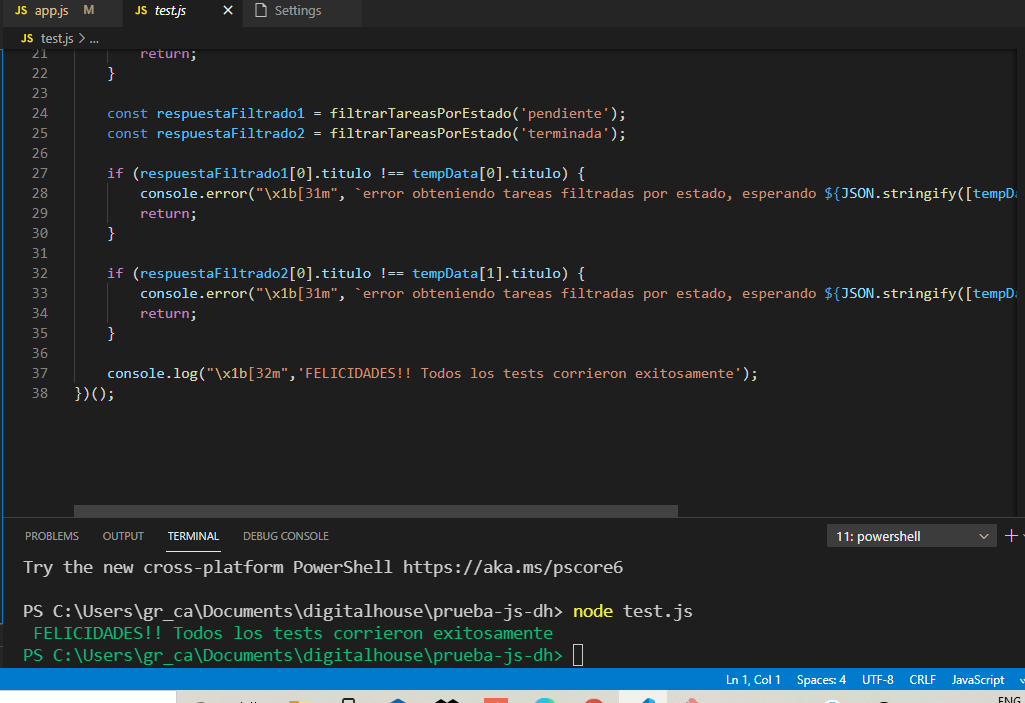 JS app.js M JS test.js × Settings
JS test.js > ...
21 return;
22 }
23
24 const respuestaFiltrado1 = filtrarTareasPorEstado('pendiente');
25 const respuestaFiltrado2 = filtrarTareasPorEstado('terminada');
26
27 if (respuestaFiltrado1[0].titulo !== tempData[0].titulo) {
28 console.error("\x1b[31m", `error obteniendo tareas filtradas por estado, esperando ${JSON.stringify([tempDa
29 return;
30 }
31
32 if (respuestaFiltrado2[0].titulo !== tempData[1].titulo) {
33 console.error("\x1b[31m", `error obteniendo tareas filtradas por estado, esperando ${JSON.stringify([tempDa
34 return;
35 }
36
37 console.log("\x1b[32m",'FELICIDADES!! Todos los tests corrieron exitosamente');
38 })();
PROBLEMS OUTPUT TERMINAL DEBUG CONSOLE 11: powershell +
Try the new cross-platform PowerShell https://aka.ms/pscore6
PS C:\Users\gr_ca\Documents\digitalhouse\prueba-js-dh> node test.js
FELICIDADES!! Todos los tests corrieron exitosamente
PS C:\Users\gr_ca\Documents\digitalhouse\prueba-js-dh>
Ln 1, Col 1 Spaces: 4 UTF-8 CRLF JavaScript
ENG